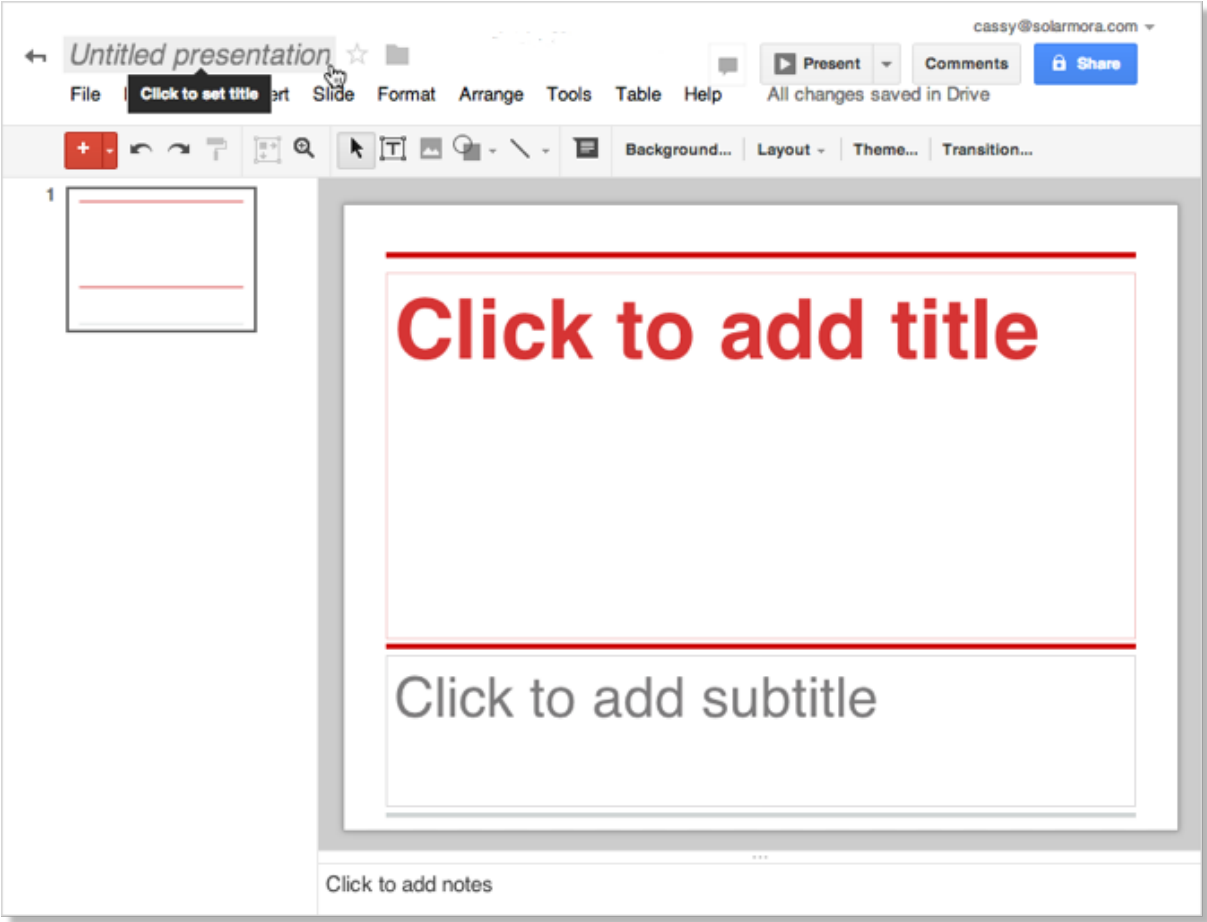 cassy@solarmora.com
Untitled presentation
Present Comments Share
Click to set title
File ert Slide Format Arrange Tools Table Help All changes saved in Drive
Background... Layout Theme... Transition...
1
Click to add title
Click to add subtitle
Click to add notes